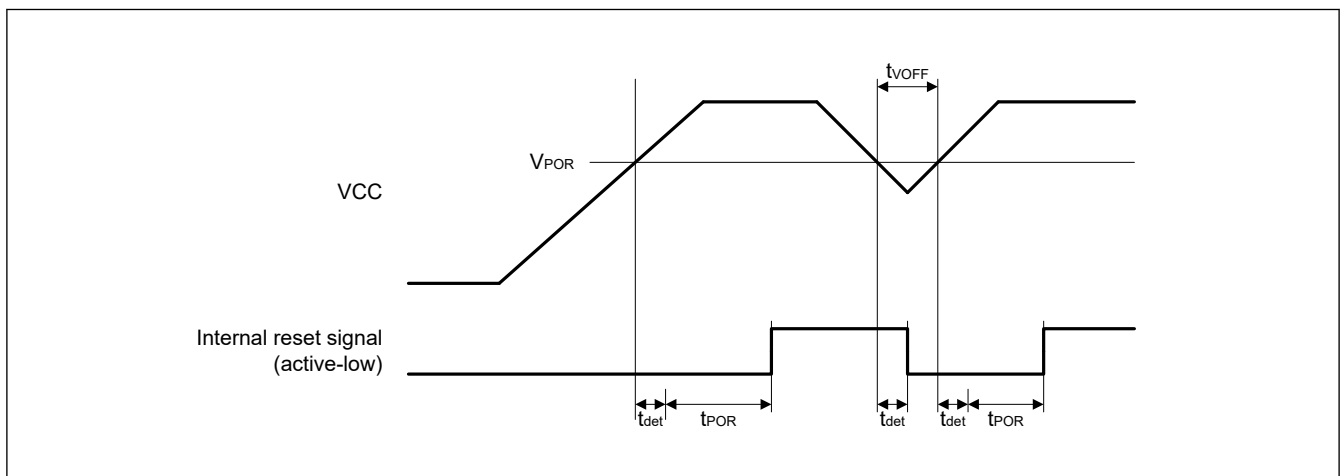 tVOFF
VPOR
VCC
Internal reset signal
(active-low)
tdet tPOR tdet tdet tPOR